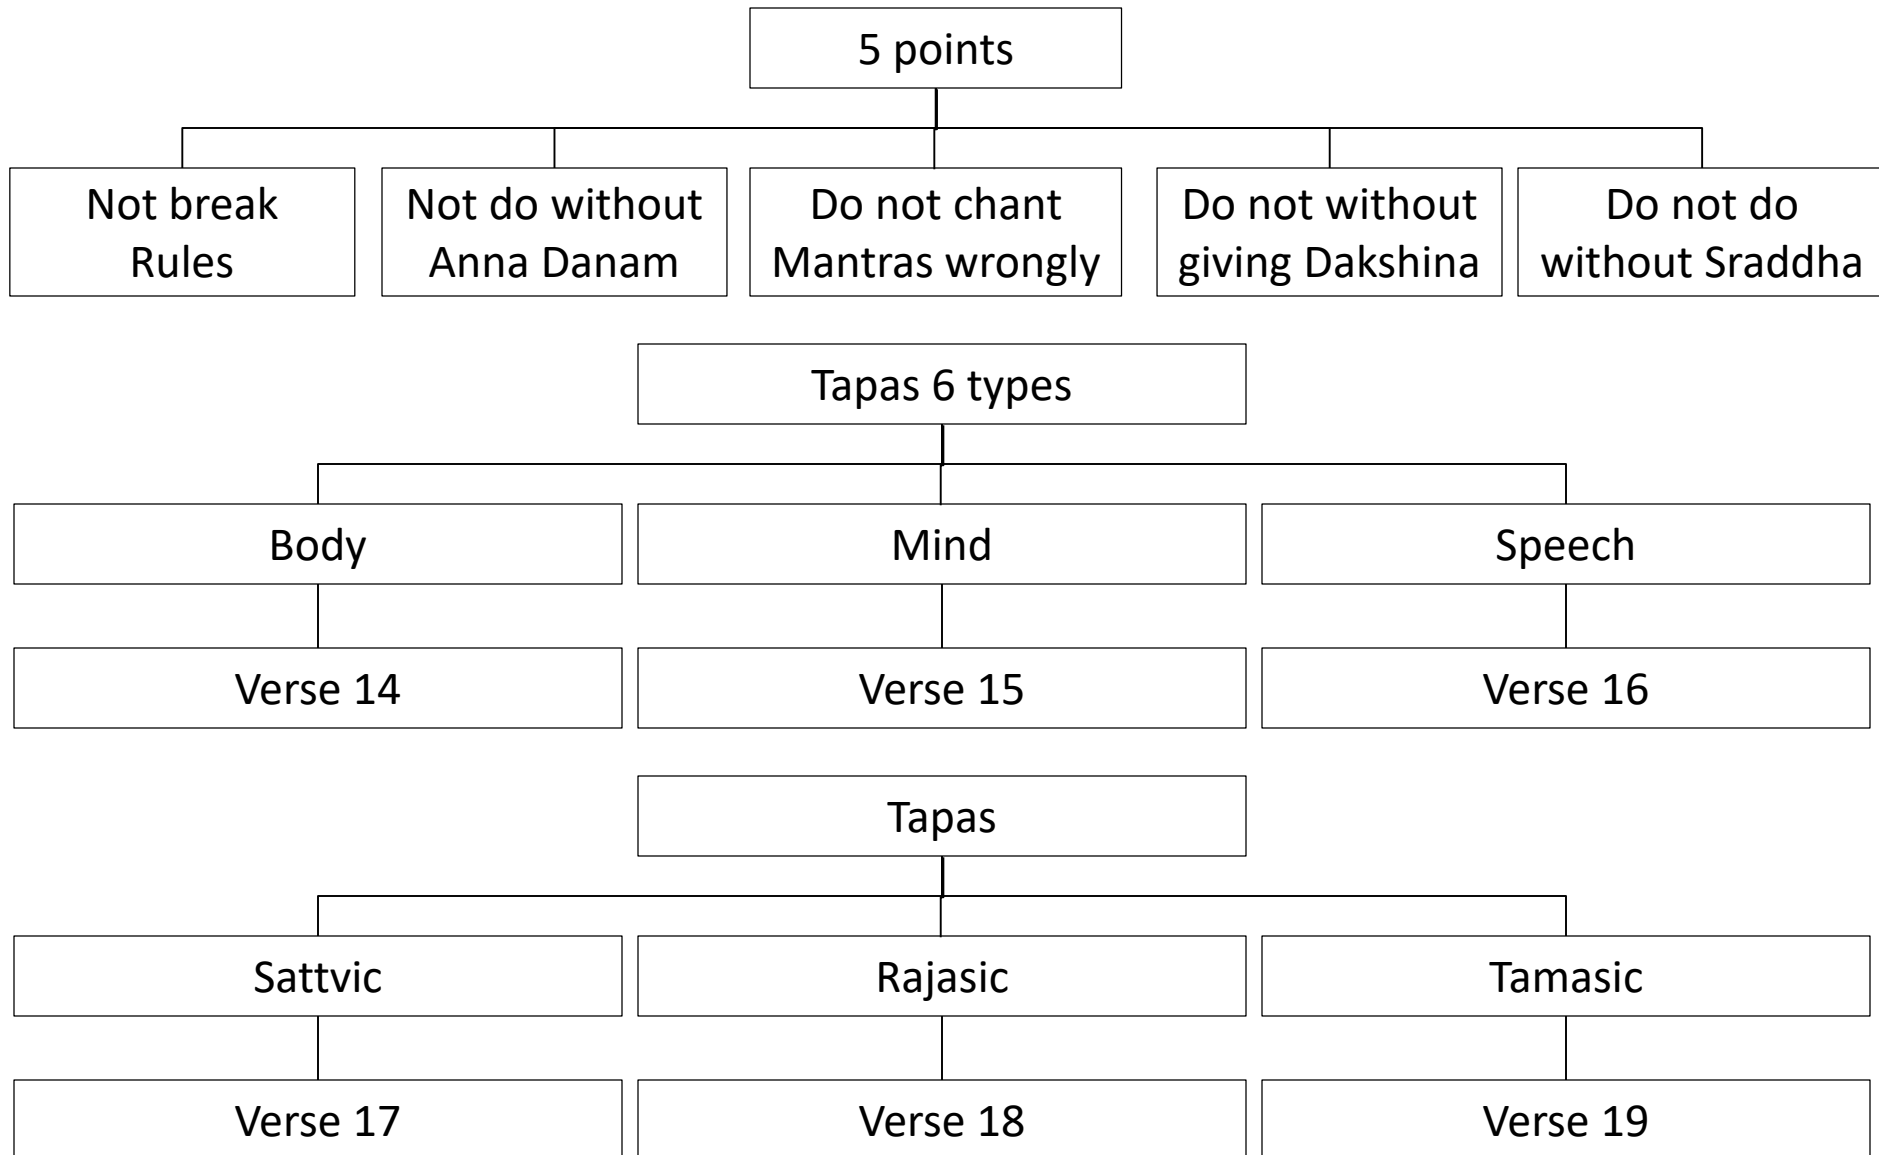 5 points
Not break
Rules
Not do without
Anna Danam
Do not chant
Mantras wrongly
Do not without
giving Dakshina
Do not do
without Sraddha
Tapas 6 types
Body
Mind
Speech
Verse 14
Verse 15
Verse 16
Tapas
Sattvic
Rajasic
Tamasic
Verse 17
Verse 18
Verse 19